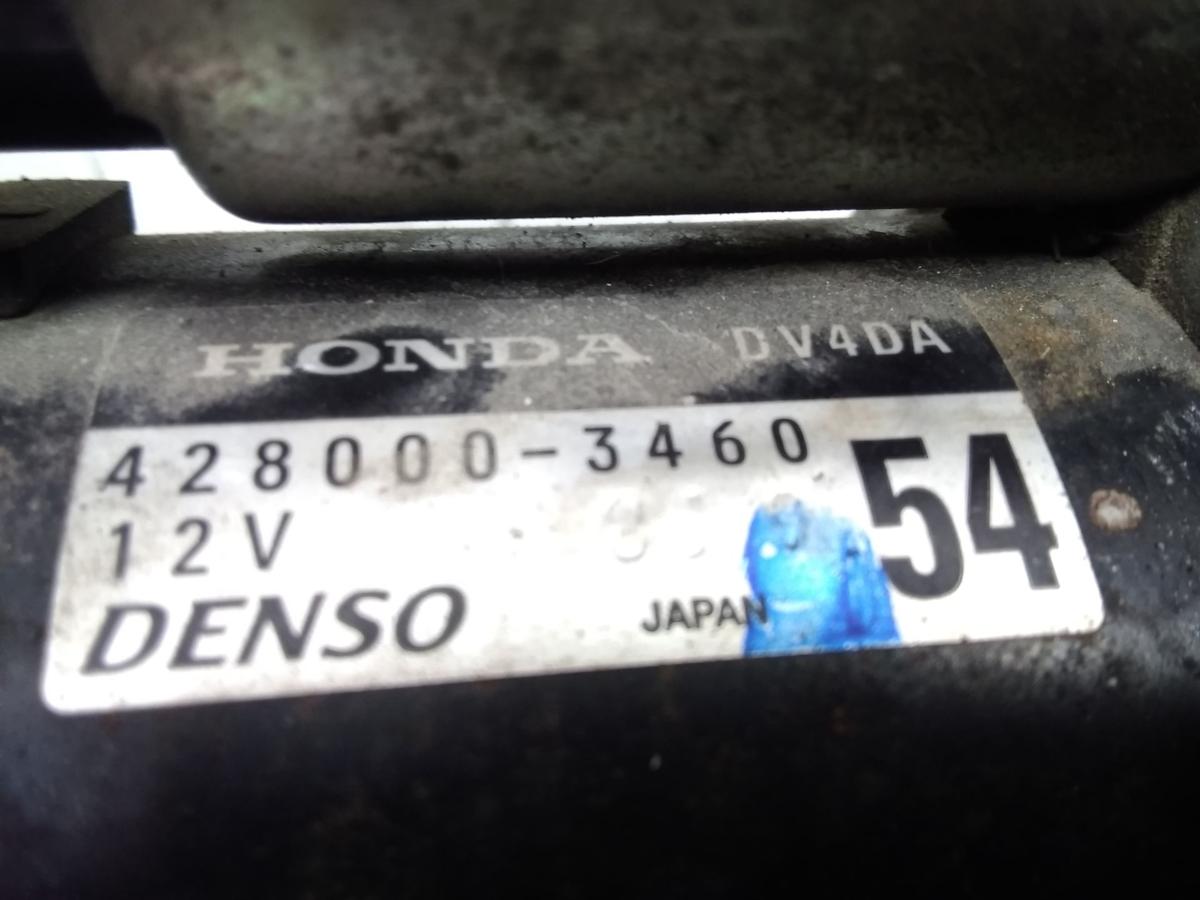 HONDA DV4DA
428000-3460
54
12V
DENSO JAPAN